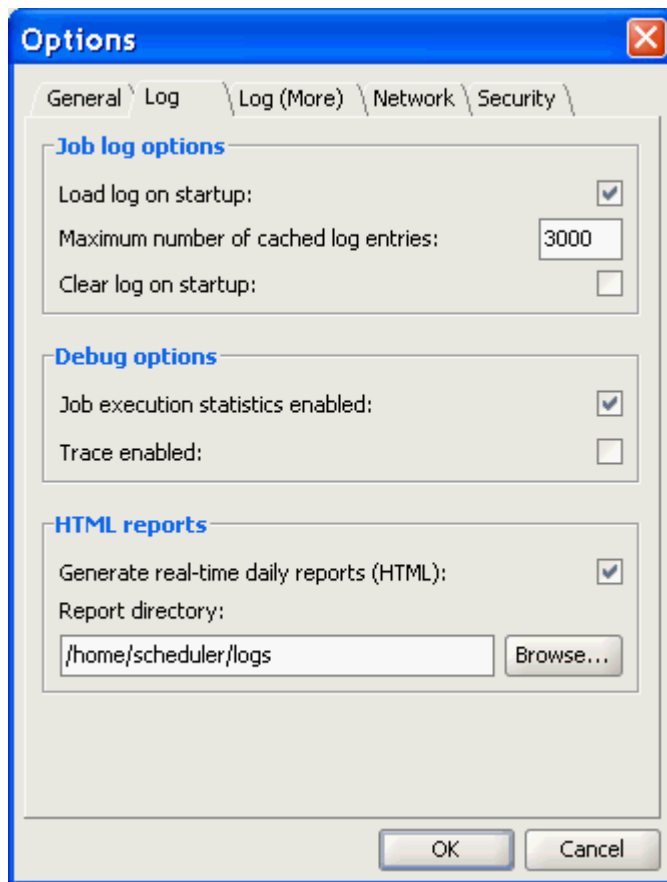 Options
General Log Log (More) Network Security
Job log options
Load log on startup:
Maximum number of cached log entries: 3000
Clear log on startup:
Debug options
Job execution statistics enabled:
Trace enabled:
HTML reports
Generate real-time daily reports (HTML):
Report directory:
/home/scheduler/logs Browse...
OK Cancel